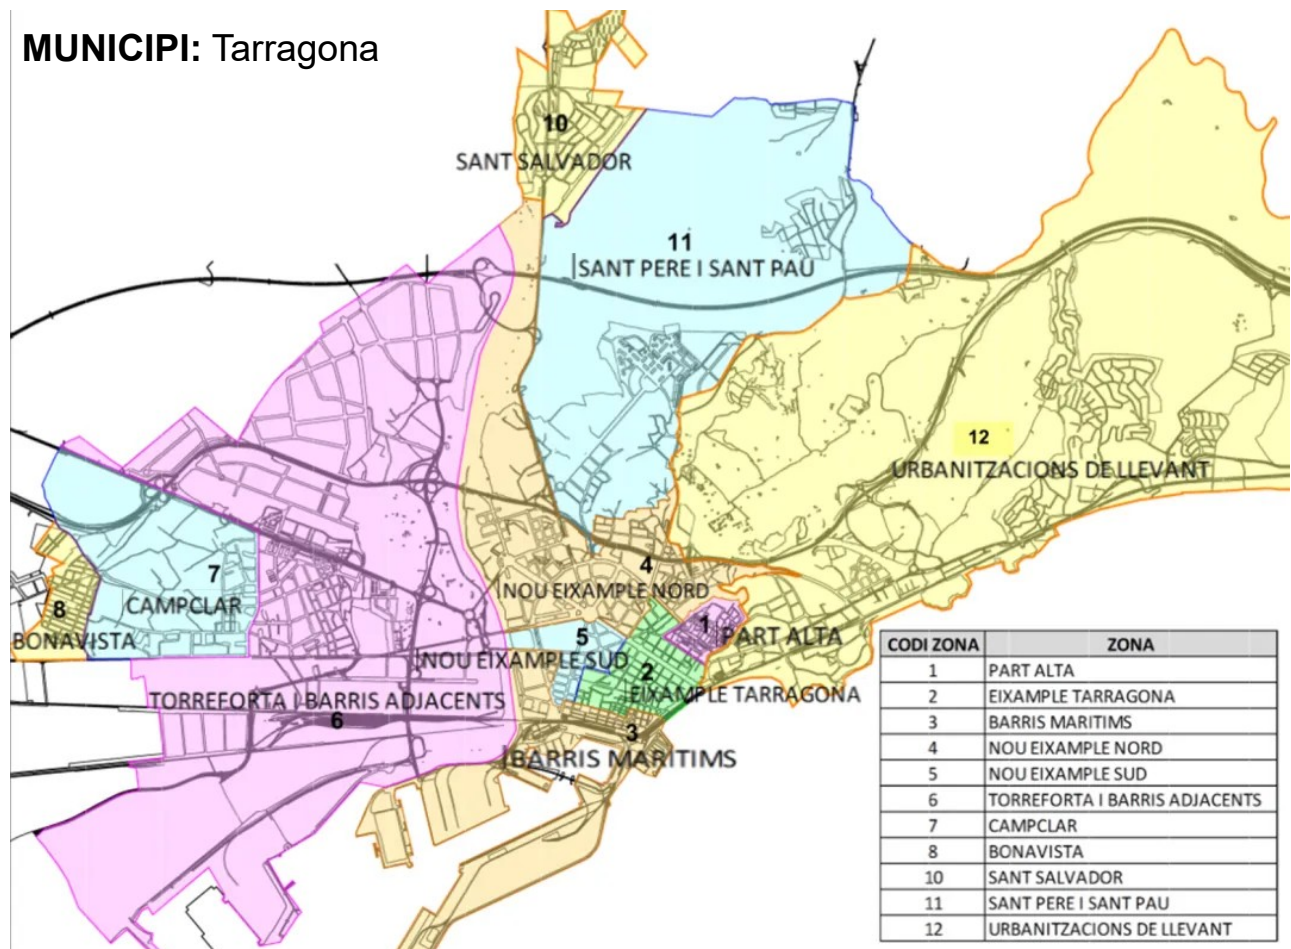 MUNICIPI: Tarragona
10
SANT SALVADOR
11
SANT PERE I SANT PAU
12
URBANITZACIONS DE LLEVANT
4
NOU EIXAMPLE NORD
7
CAMPCLAR
8
BONAVISTA
5
NOU EIXAMPLE SUD
1
PART ALTA
2
EIXAMPLE TARRAGONA
TORREFORTA I BARRIS ADJACENTS
6
3
BARRIS MARITIMS
CODI ZONA ZONA
1 PART ALTA
2 EIXAMPLE TARRAGONA
3 BARRIS MARITIMS
4 NOU EIXAMPLE NORD
5 NOU EIXAMPLE SUD
6 TORREFORTA I BARRIS ADJACENTS
7 CAMPCLAR
8 BONAVISTA
10 SANT SALVADOR
11 SANT PERE I SANT PAU
12 URBANITZACIONS DE LLEVANT